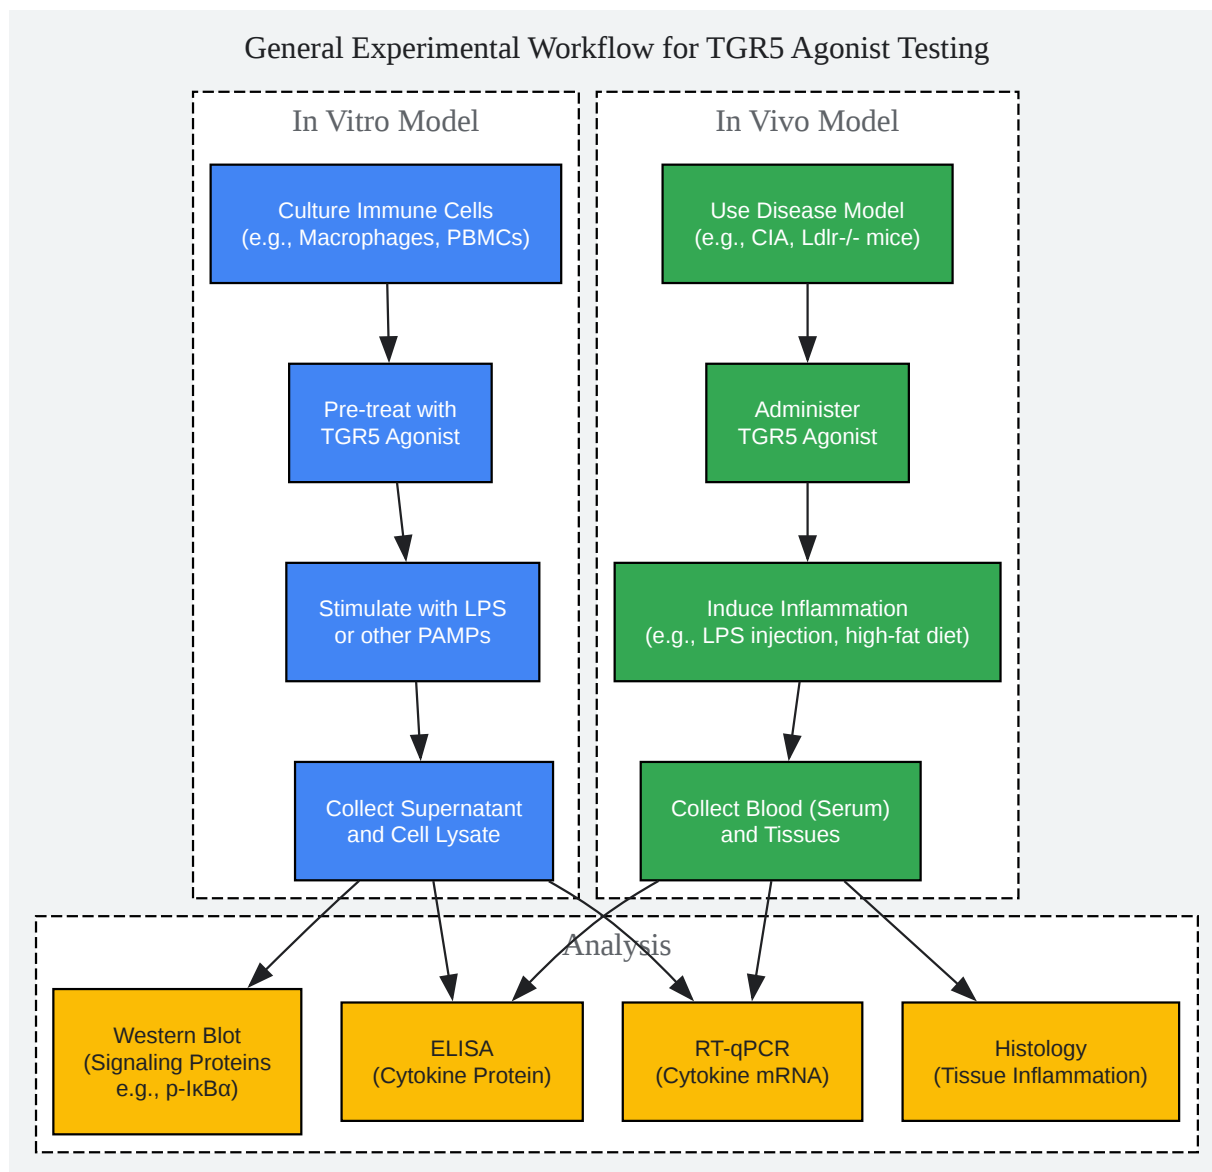 General Experimental Workflow for TGR5 Agonist Testing
In Vitro Model
Culture Immune Cells
(e.g., Macrophages, PBMCs)
Pre-treat with
TGR5 Agonist
Stimulate with LPS
or other PAMPs
Collect Supernatant
and Cell Lysate
In Vivo Model
Use Disease Model
(e.g., CIA, Ldlr-/- mice)
Administer
TGR5 Agonist
Induce Inflammation
(e.g., LPS injection, high-fat diet)
Collect Blood (Serum)
and Tissues
Analysis
Western Blot
(Signaling Proteins
e.g., p-IκBα)
ELISA
(Cytokine Protein)
RT-qPCR
(Cytokine mRNA)
Histology
(Tissue Inflammation)